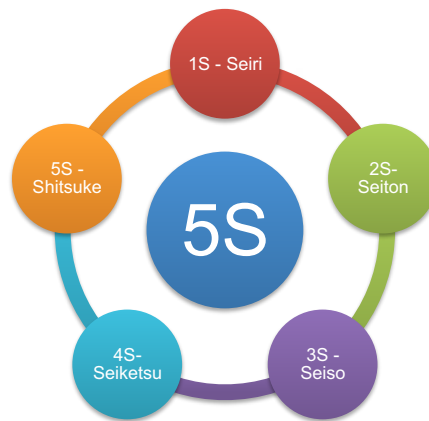 1S - Seiri
2S-
Seiton
3S -
Seiso
4S-
Seiketsu
5S -
Shitsuke
5S